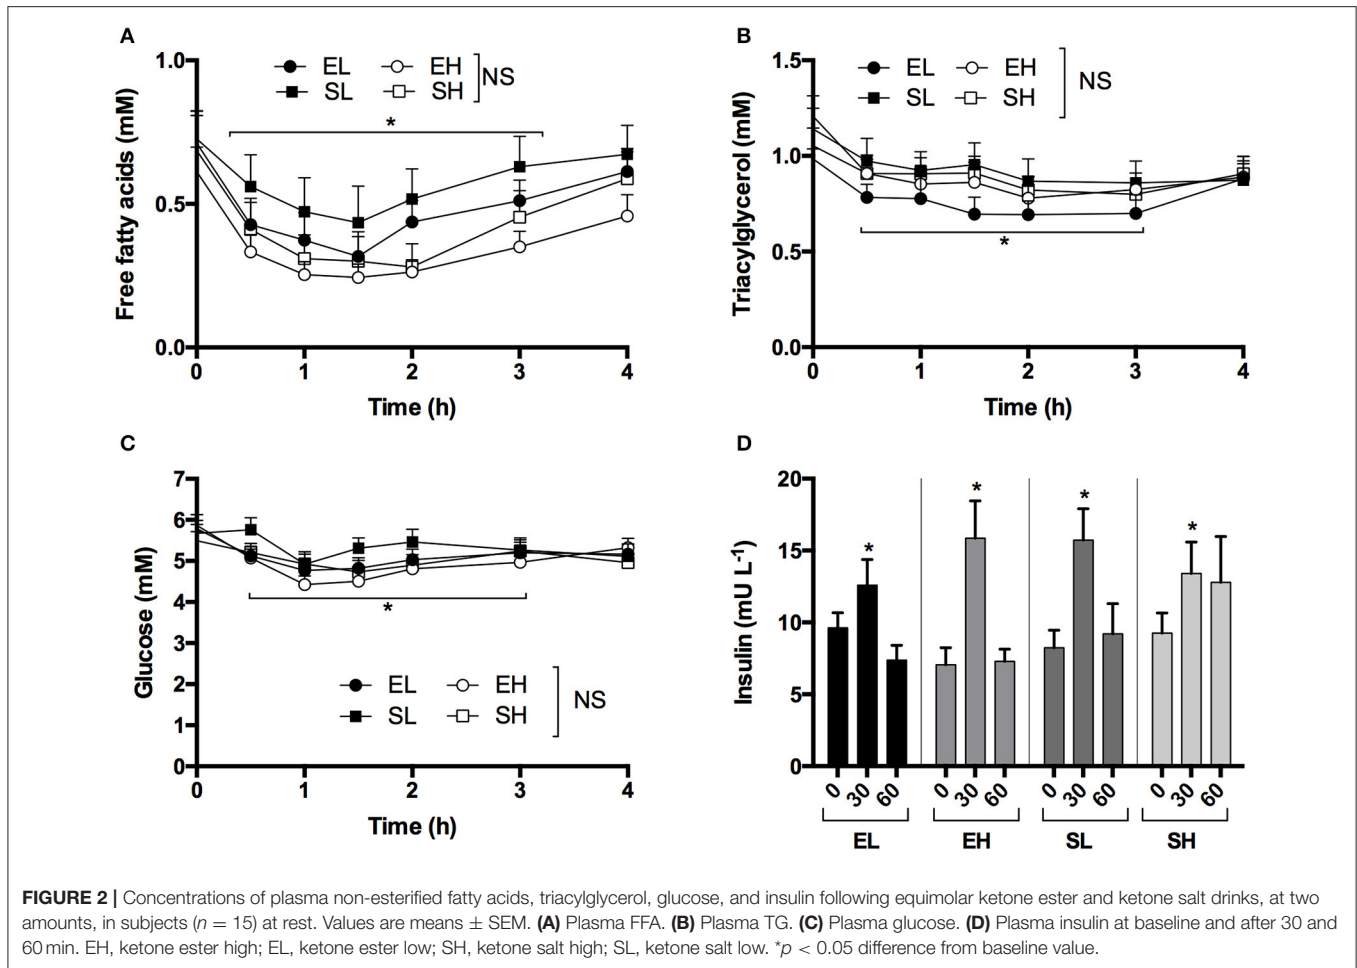 A
1.0
0.5
0.0
Free fatty acids (mM)
EL EH
SL SH
NS
*
0 1 2 3 4
Time (h)
B
1.5
1.0
0.5
0.0
Triacylglycerol (mM)
EL EH
SL SH
NS
*
0 1 2 3 4
Time (h)
C
7
6
5
4
3
2
1
0
Glucose (mM)
*
EL EH
SL SH
NS
0 1 2 3 4
Time (h)
D
20
15
10
5
0
Insulin (mU L-1)
* * * *
0 30 60 0 30 60 0 30 60 0 30 60
EL EH SL SH
FIGURE 2 | Concentrations of plasma non-esterified fatty acids, triacylglycerol, glucose, and insulin following equimolar ketone ester and ketone salt drinks, at two
amounts, in subjects (n = 15) at rest. Values are means ± SEM. (A) Plasma FFA. (B) Plasma TG. (C) Plasma glucose. (D) Plasma insulin at baseline and after 30 and
60 min. EH, ketone ester high; EL, ketone ester low; SH, ketone salt high; SL, ketone salt low. *p < 0.05 difference from baseline value.